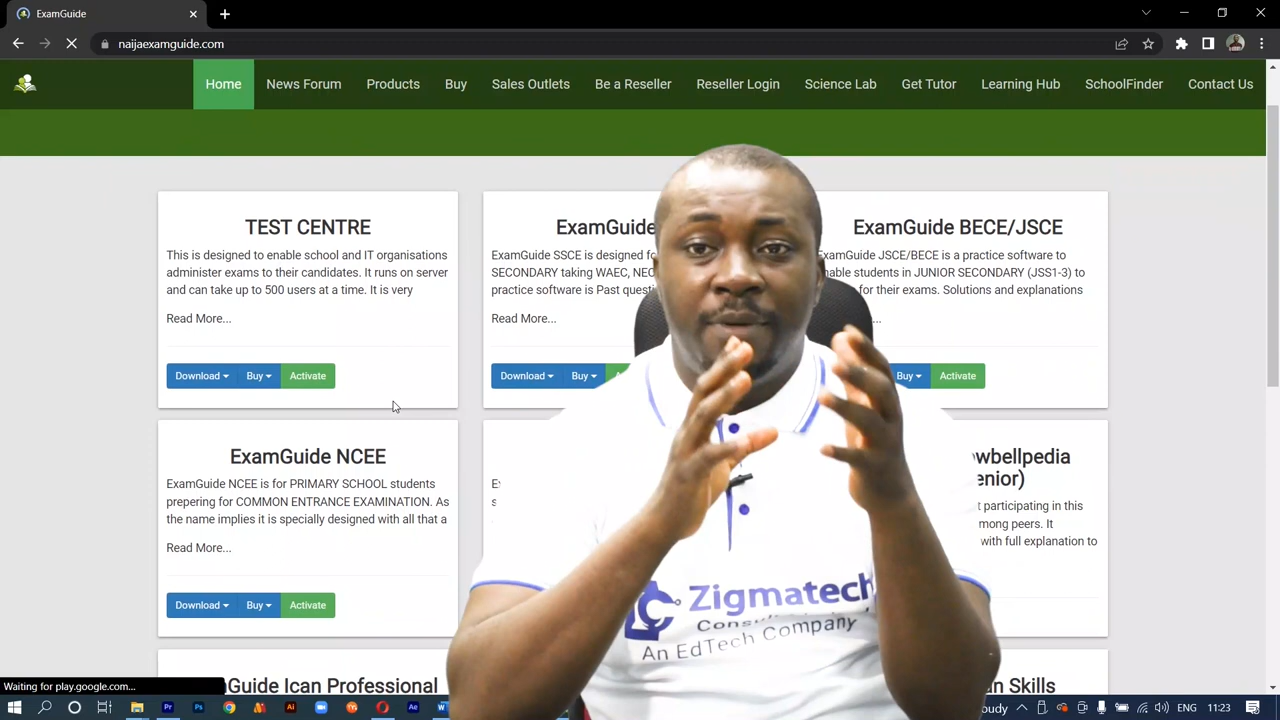 ExamGuide
naijaexamguide.com
Home News Forum Products Buy Sales Outlets Be a Reseller Reseller Login Science Lab Get Tutor Learning Hub SchoolFinder Contact Us
TEST CENTRE
This is designed to enable school and IT organisations
administer exams to their candidates. It runs on server
and can take up to 500 users at a time. It is very
Read More...
Download Buy Activate
ExamGuide
ExamGuide SSCE is designed
SECONDARY taking WAEC,
practice software is Past
Read More...
Download Buy
ExamGuide BECE/JSCE
ExamGuide JSCE/BECE is a practice software to
students in JUNIOR SECONDARY (JSS1-3) to
for their exams. Solutions and explanations
Buy Activate
ExamGuide NCEE
ExamGuide NCEE is for PRIMARY SCHOOL students
prepering for COMMON ENTRANCE EXAMINATION. As
the name implies it is specially designed with all that a
Read More...
Download Buy Activate
participating in this
among peers. It
with full explanation to
Zigmatech
An EdTech Company
Guide Ican Professional
Skills
Waiting for play.google.com...
ENG 11:23